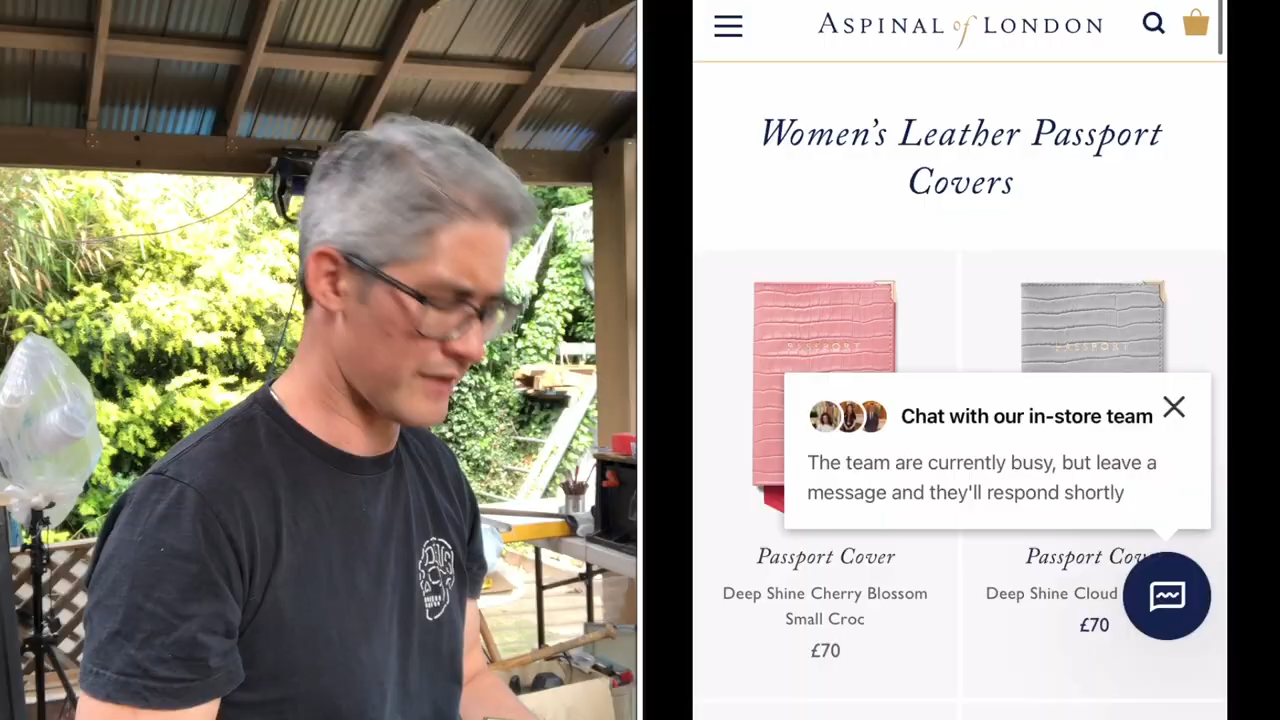 ASPINAL of LONDON
Women's Leather Passport
Covers
PASSPORT
PASSPORT
Chat with our in-store team
The team are currently busy, but leave a
message and they'll respond shortly
Passport Cover
Deep Shine Cherry Blossom
Small Croc
£70
Passport
Deep Shine Cloud
£70